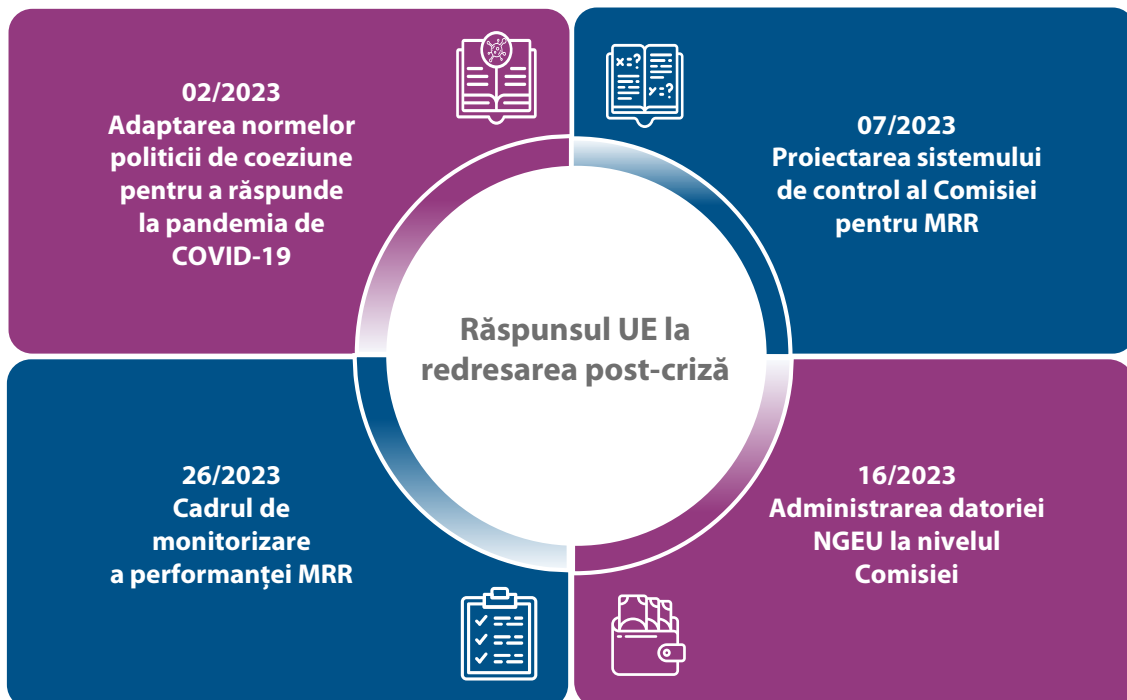 02/2023
Adaptarea normelor
politicii de coeziune
pentru a răspunde
la pandemia de
COVID-19
x=?
y=?
07/2023
Proiectarea sistemului
de control al Comisiei
pentru MRR
Răspunsul UE la
redresarea post-criză
26/2023
Cadrul de
monitorizare
a performanței MRR
16/2023
Administrarea datoriei
NGEU la nivelul
Comisiei